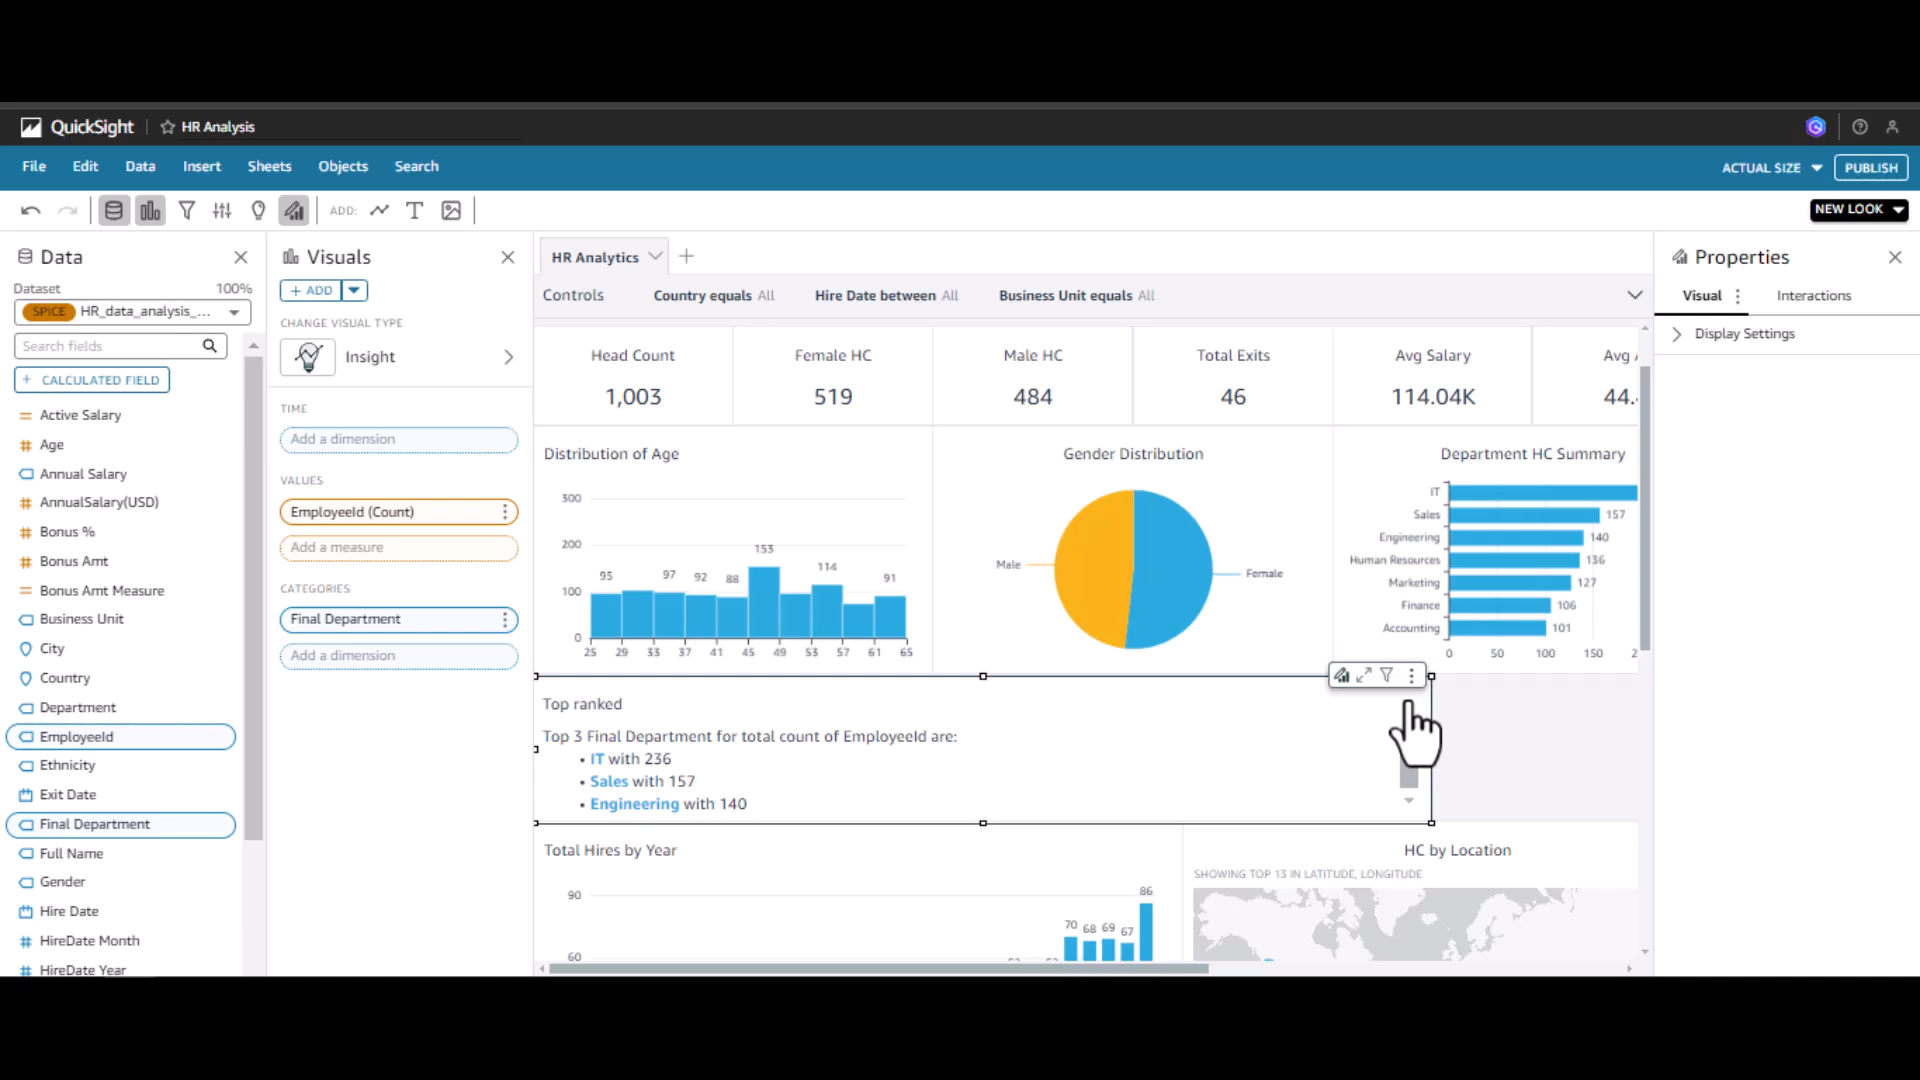 QuickSight HR Analysis
File Edit Data Insert Sheets Objects Search ACTUAL SIZE PUBLISH
ADD: NEW LOOK
Data
Dataset 100%
SPICE HR_data_analysis_...
Search fields
+ CALCULATED FIELD
Active Salary
Age
Annual Salary
AnnualSalary(USD)
Bonus %
Bonus Amt
Bonus Amt Measure
Business Unit
City
Country
Department
EmployeeId
Ethnicity
Exit Date
Final Department
Full Name
Gender
Hire Date
HireDate Month
HireDate Year
Visuals
+ ADD
CHANGE VISUAL TYPE
Insight
TIME
Add a dimension
VALUES
EmployeeId (Count)
Add a measure
CATEGORIES
Final Department
Add a dimension
HR Analytics
Controls Country equals All Hire Date between All Business Unit equals All
Head Count Female HC Male HC Total Exits Avg Salary Avg
1,003 519 484 46 114.04K 44.
Distribution of Age
300
200
100
0
95 97 92 88 153 114 91
25 29 33 37 41 45 49 53 57 61 65
Gender Distribution
Male
Female
Department HC Summary
IT
Sales 157
Engineering 140
Human Resources 136
Marketing 127
Finance 106
Accounting 101
0 50 100 150 2
Top ranked
Top 3 Final Department for total count of EmployeeId are:
• IT with 236
• Sales with 157
• Engineering with 140
Total Hires by Year
90
60
70 68 69 67 86
HC by Location
SHOWING TOP 13 IN LATITUDE, LONGITUDE
Properties
Visual Interactions
Display Settings